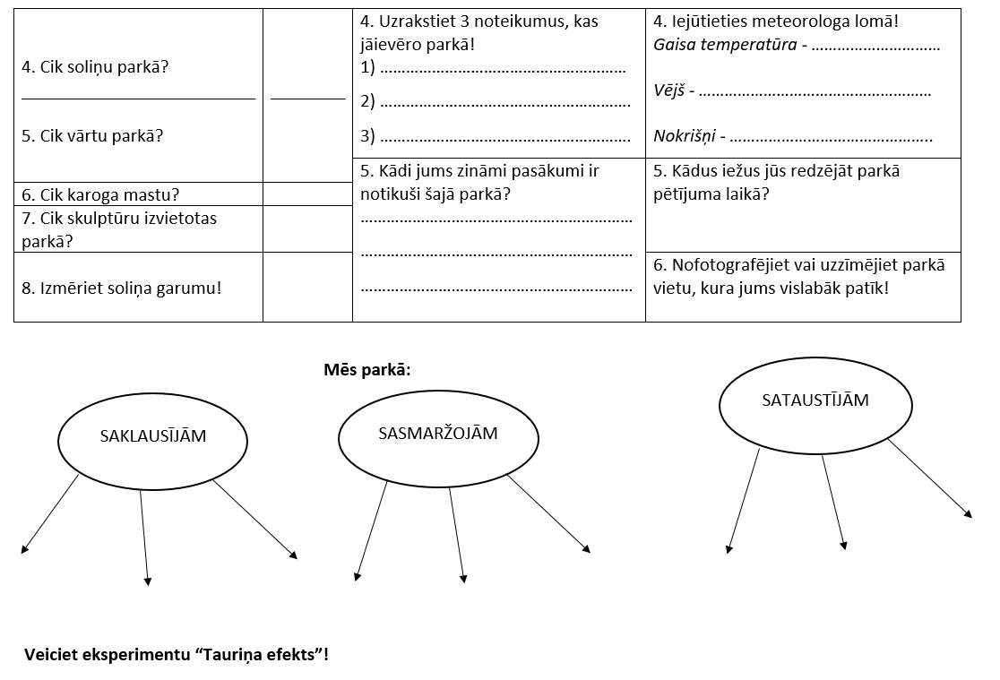 4. Cik soliņu parkā?
5. Cik vārtu parkā?
6. Cik karoga mastu?
7. Cik skulptūru izvietotas
parkā?
8. Izmēriet soliņa garumu!
4. Uzrakstiet 3 noteikumus, kas
jāievēro parkā!
1) ……………………………………………
2) …………………………………………….
3) …………………………………………….
5. Kādi jums zināmi pasākumi ir
notikuši šajā parkā?
…………………………………………………
…………………………………………………
…………………………………………………
4. Iejūtieties meteorologa lomā!
Gaisa temperatūra - ………………………
Vējš - …………………………………………
Nokrišņi - ……………………………………..
5. Kādus iežus jūs redzējāt parkā
pētījuma laikā?
6. Nofotografējiet vai uzzīmējiet parkā
vietu, kura jums vislabāk patīk!
Mēs parkā:
SAKLAUSĪJĀM
SASMARŽOJĀM
SATAUSTĪJĀM
Veiciet eksperimentu “Tauriņa efekts”!